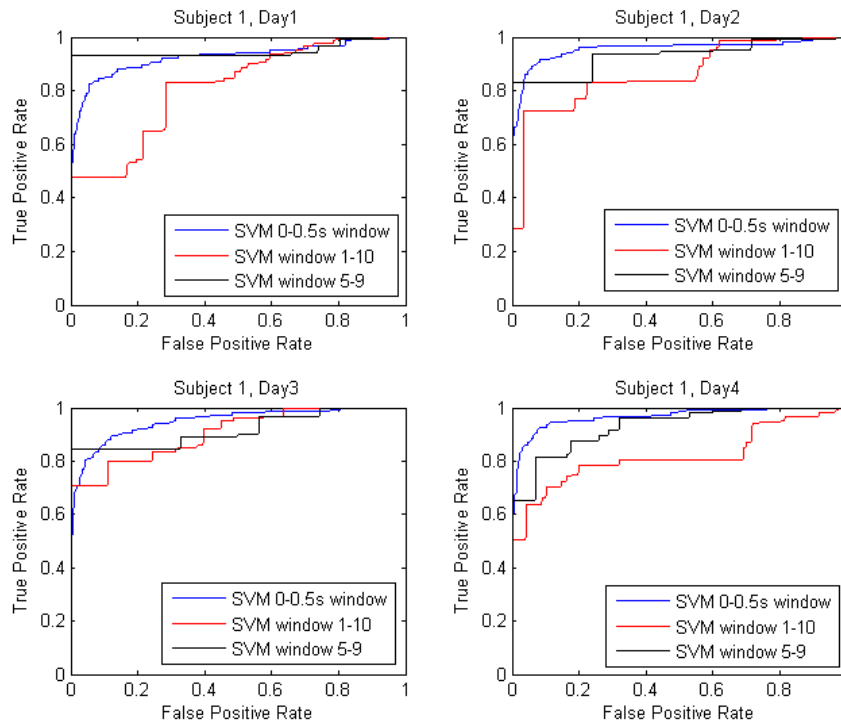 Subject 1, Day1
1
0.8
0.6
0.4
0.2
0
True Positive Rate
SVM 0-0.5s window
SVM window 1-10
SVM window 5-9
0 0.2 0.4 0.6 0.8 1
False Positive Rate
Subject 1, Day2
1
0.8
0.6
0.4
0.2
0
True Positive Rate
SVM 0-0.5s window
SVM window 1-10
SVM window 5-9
0 0.2 0.4 0.6 0.8
False Positive Rate
Subject 1, Day3
1
0.8
0.6
0.4
0.2
0
True Positive Rate
SVM 0-0.5s window
SVM window 1-10
SVM window 5-9
0 0.2 0.4 0.6 0.8 1
False Positive Rate
Subject 1, Day4
1
0.8
0.6
0.4
0.2
0
True Positive Rate
SVM 0-0.5s window
SVM window 1-10
SVM window 5-9
0 0.2 0.4 0.6 0.8
False Positive Rate